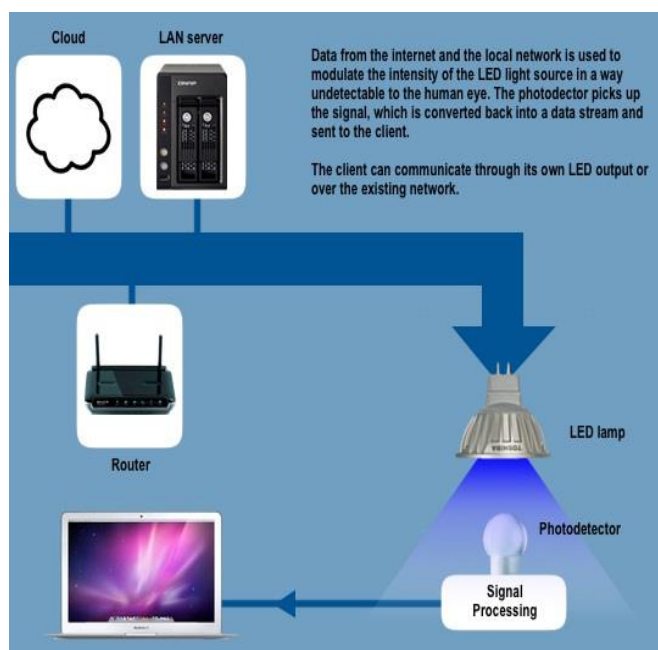 Cloud
LAN server
Data from the internet and the local network is used to
modulate the intensity of the LED light source in a way
undetectable to the human eye. The photodector picks up
the signal, which is converted back into a data stream and
sent to the client.
The client can communicate through its own LED output or
over the existing network.
Router
TOSHIBA
LED lamp
Photodetector
Signal
Processing